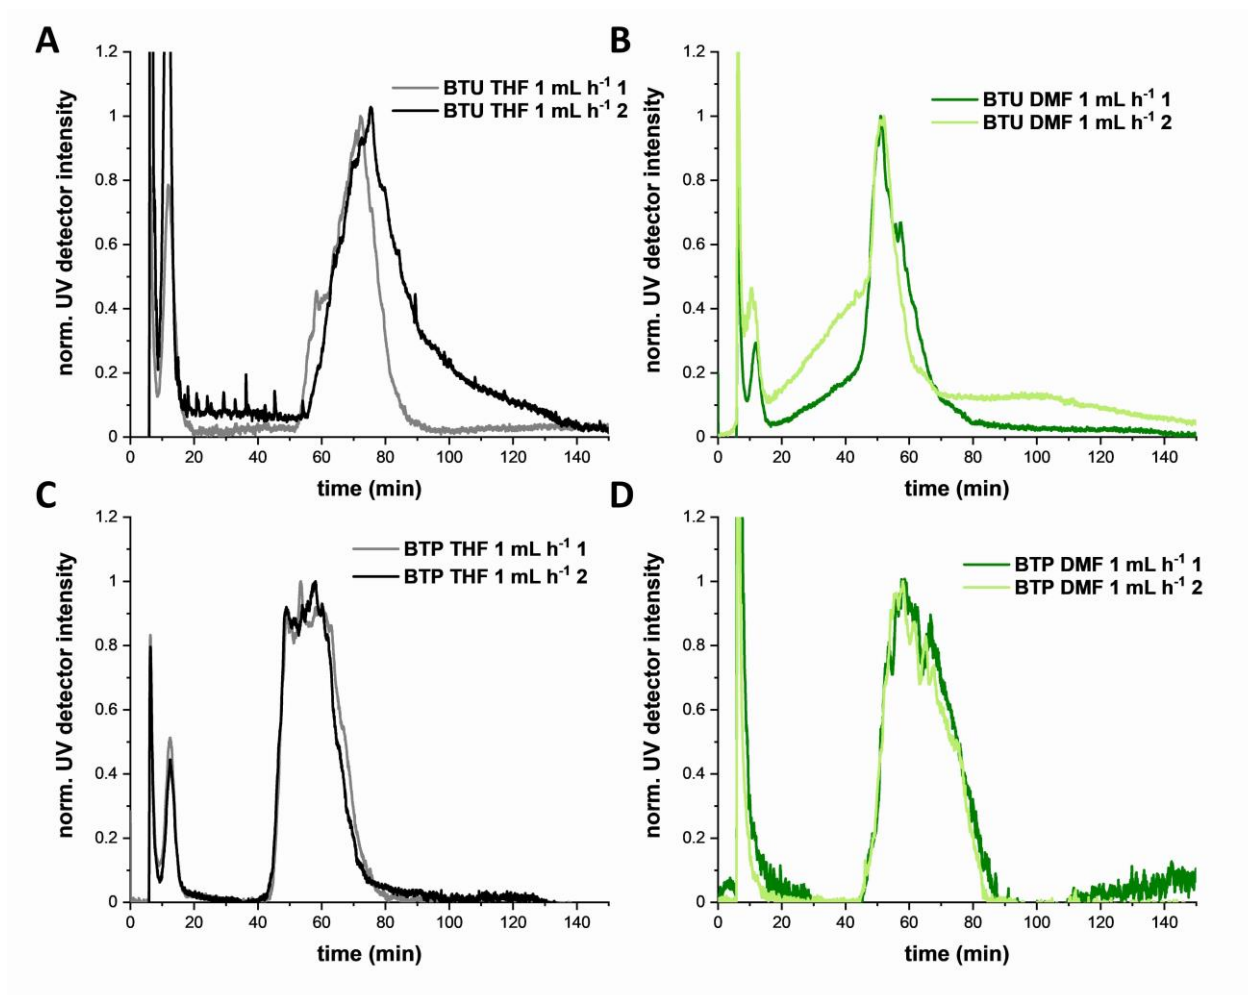 A
norm. UV detector intensity
1.2
1
0.8
0.6
0.4
0.2
0
BTU THF 1 mL h⁻¹ 1
BTU THF 1 mL h⁻¹ 2
0 20 40 60 80 100 120 140
time (min)
B
norm. UV detector intensity
1.2
1
0.8
0.6
0.4
0.2
0
BTU DMF 1 mL h⁻¹ 1
BTU DMF 1 mL h⁻¹ 2
0 20 40 60 80 100 120 140
time (min)
C
norm. UV detector intensity
1.2
1
0.8
0.6
0.4
0.2
0
BTP THF 1 mL h⁻¹ 1
BTP THF 1 mL h⁻¹ 2
0 20 40 60 80 100 120 140
time (min)
D
norm. UV detector intensity
1.2
1
0.8
0.6
0.4
0.2
0
BTP DMF 1 mL h⁻¹ 1
BTP DMF 1 mL h⁻¹ 2
0 20 40 60 80 100 120 140
time (min)